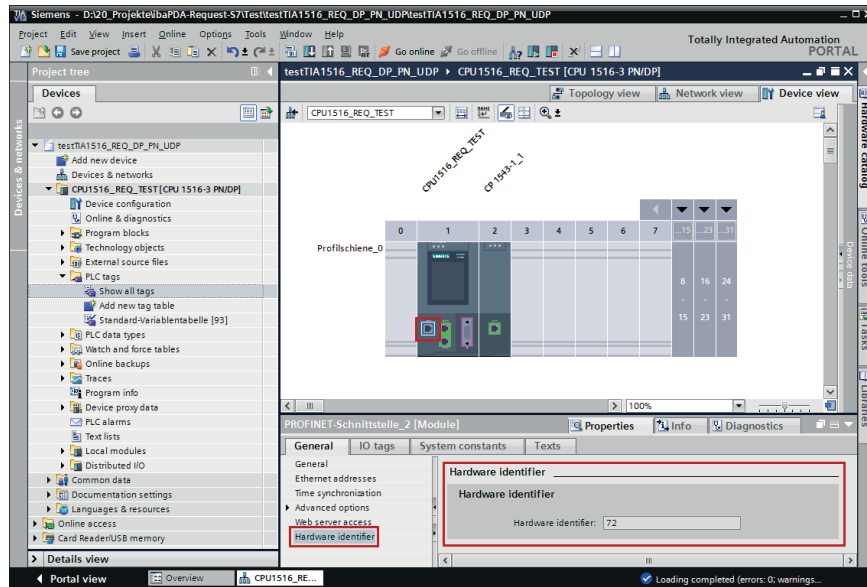 Siemens - D:\20_Projekte\ibaPDA-Request-S7\Test\testTIA1516_REQ_DP_PN_UDP\testTIA1516_REQ_DP_PN_UDP
Project Edit View Insert Online Options Tools Window Help
Totally Integrated Automation
PORTAL
Save project Go online Go offline
Project tree
testTIA1516_REQ_DP_PN_UDP CPU1516_REQ_TEST [CPU 1516-3 PN/DP]
Devices
Topology view Network view Device view
CPU1516_REQ_TEST
testTIA1516_REQ_DP_PN_UDP
Add new device
Devices & networks
CPU1516_REQ_TEST [CPU 1516-3 PN/DP]
Device configuration
Online & diagnostics
Program blocks
Technology objects
External source files
PLC tags
Show all tags
Add new tag table
Standard-Variablentabelle [93]
PLC data types
Watch and force tables
Online backups
Traces
Program info
Device proxy data
PLC alarms
Text lists
Local modules
Distributed I/O
Common data
Documentation settings
Languages & resources
Online access
Card Reader/USB memory
Details view
Devices & networks
CPU1516_REQ_TEST
CP 1543-1_1
0 1 2 3 4 5 6 7 ...15 ...23 ...31
Profilschiene_0
SIEMENS
8 16 24
- - -
15 23 31
100%
Device data
Hardware catalog
Online tools
Tasks
Libraries
PROFINET-Schnittstelle_2 [Module]
Properties Info Diagnostics
General IO tags System constants Texts
General
Ethernet addresses
Time synchronization
Advanced options
Web server access
Hardware identifier
Hardware identifier
Hardware identifier
Hardware identifier: 72
Portal view Overview CPU1516_RE...
Loading completed (errors: 0; warnings...